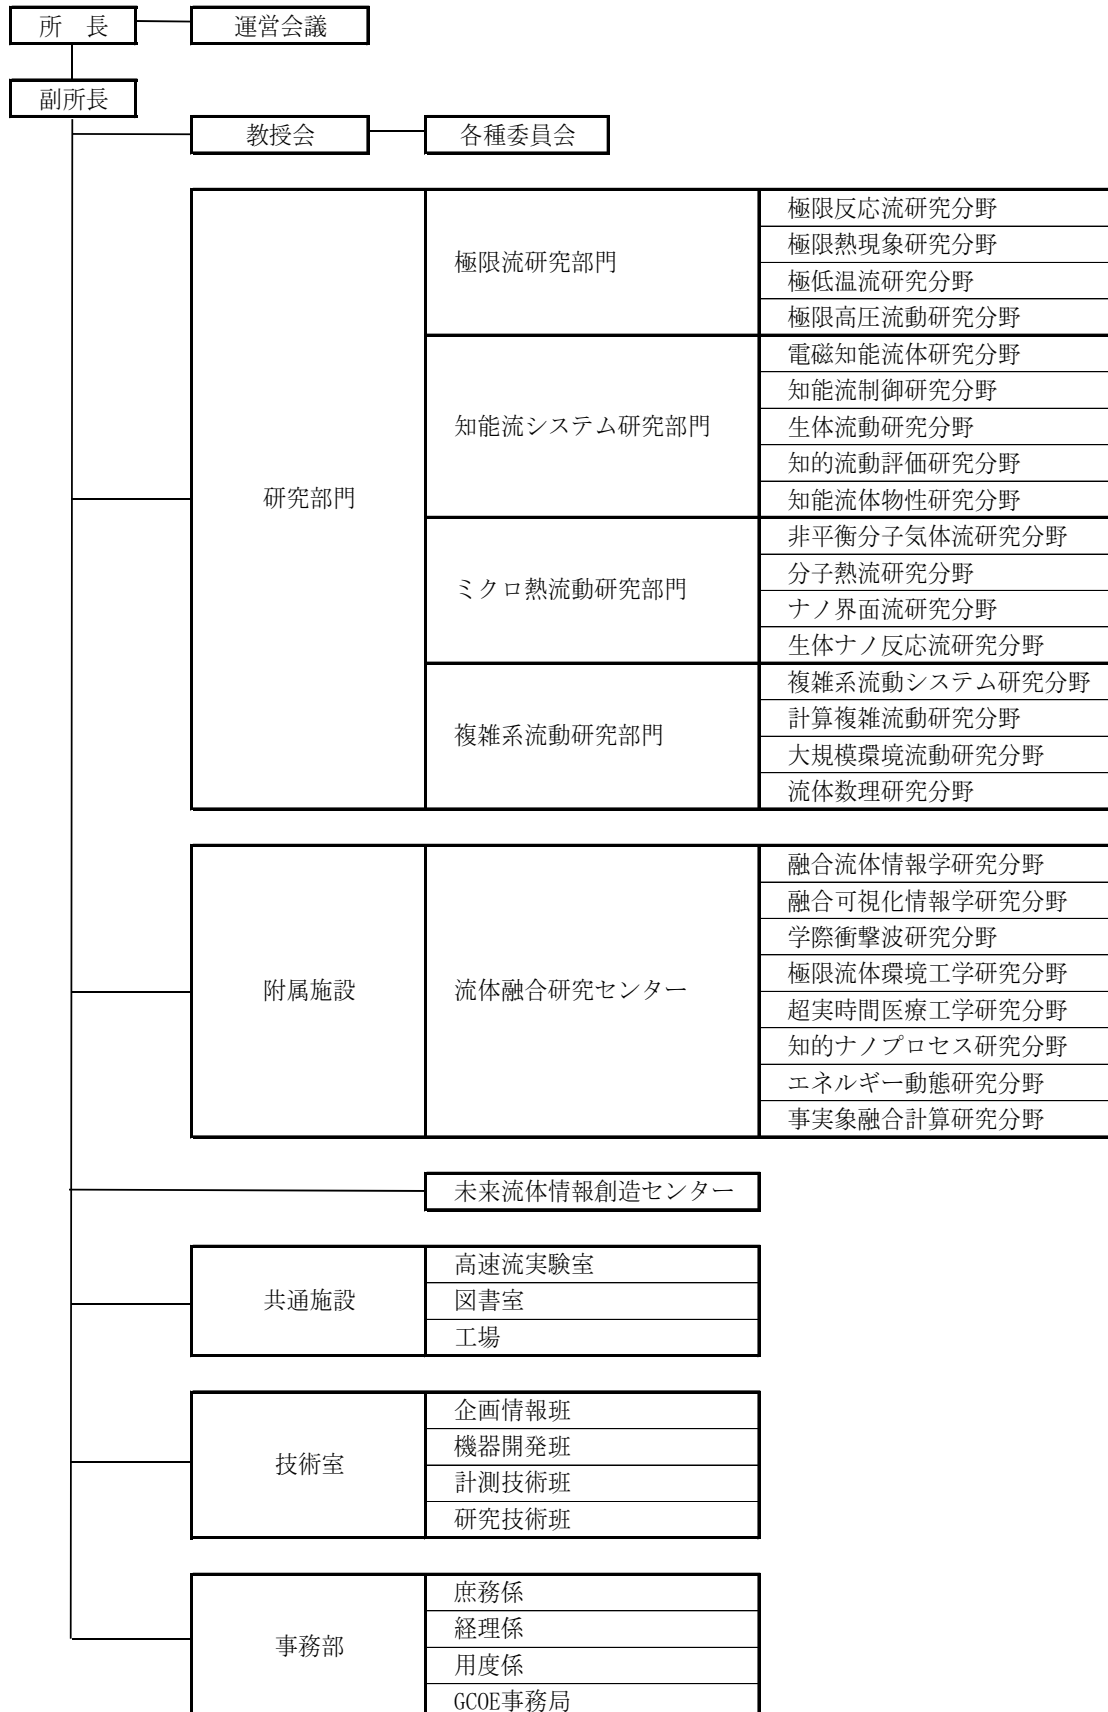 所　長
運営会議
副所長
教授会
各種委員会
研究部門
極限流研究部門
極限反応流研究分野
極限熱現象研究分野
極低温流研究分野
極限高圧流動研究分野
知能流システム研究部門
電磁知能流体研究分野
知能流制御研究分野
生体流動研究分野
知的流動評価研究分野
知能流体物性研究分野
ミクロ熱流動研究部門
非平衡分子気体流研究分野
分子熱流研究分野
ナノ界面流研究分野
生体ナノ反応流研究分野
複雑系流動研究部門
複雑系流動システム研究分野
計算複雑流動研究分野
大規模環境流動研究分野
流体数理研究分野
附属施設
流体融合研究センター
融合流体情報学研究分野
融合可視化情報学研究分野
学際衝撃波研究分野
極限流体環境工学研究分野
超実時間医療工学研究分野
知的ナノプロセス研究分野
エネルギー動態研究分野
事実象融合計算研究分野
未来流体情報創造センター
共通施設
高速流実験室
図書室
工場
技術室
企画情報班
機器開発班
計測技術班
研究技術班
事務部
庶務係
経理係
用度係
GCOE事務局